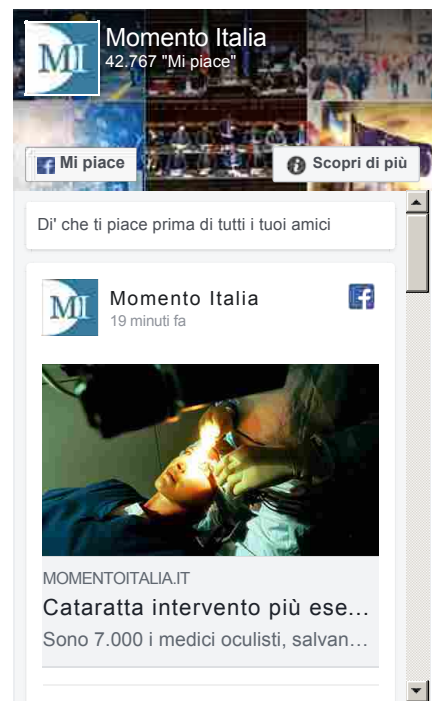 MI
Momento Italia
42.767 "Mi piace"
Mi piace
Scopri di più
Di' che ti piace prima di tutti i tuoi amici
MI
Momento Italia
19 minuti fa
MOMENTOITALIA.IT
Cataratta intervento più ese...
Sono 7.000 i medici oculisti, salvan...